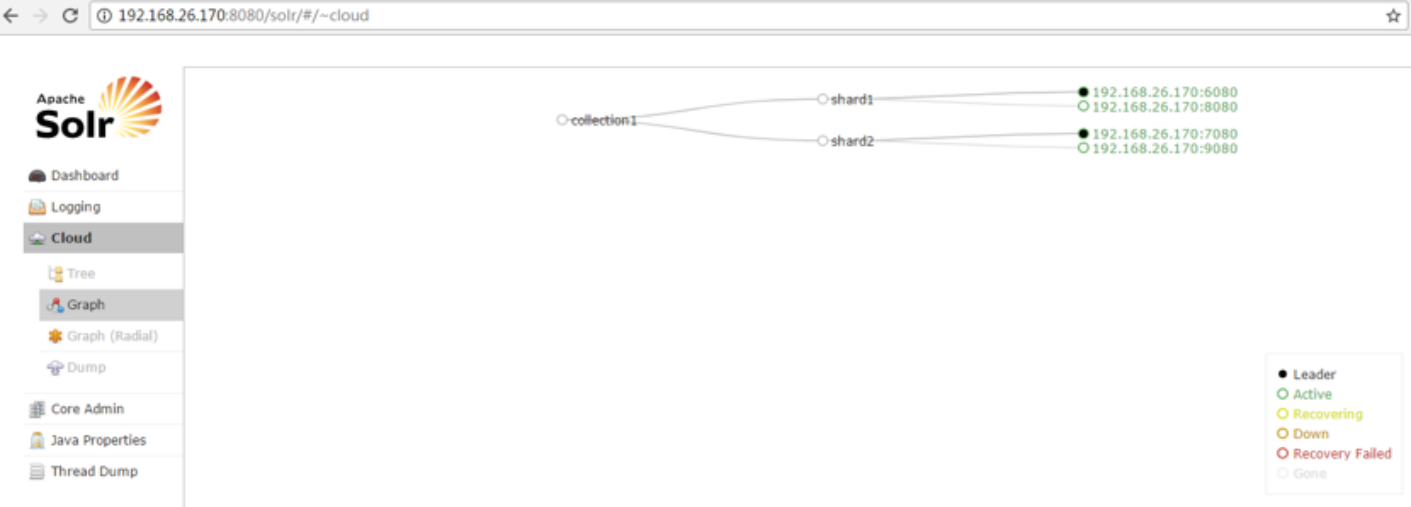 192.168.26.170:8080/solr/#/~cloud
Apache
Solr
Dashboard
Logging
Cloud
Tree
Graph
Graph (Radial)
Dump
Core Admin
Java Properties
Thread Dump
collection1
shard1
192.168.26.170:6080
192.168.26.170:8080
shard2
192.168.26.170:7080
192.168.26.170:9080
Leader
Active
Recovering
Down
Recovery Failed
Gone